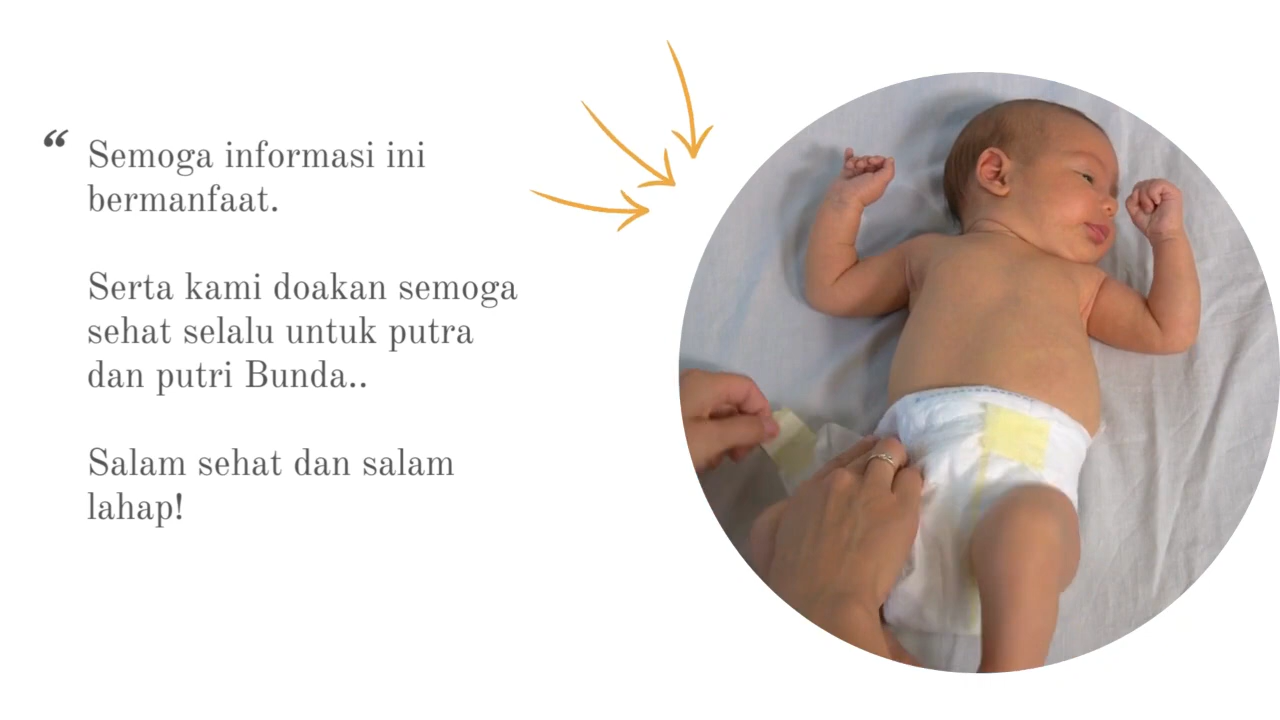 “ Semoga informasi ini
bermanfaat.
Serta kami doakan semoga
sehat selalu untuk putra
dan putri Bunda..
Salam sehat dan salam
lahap!